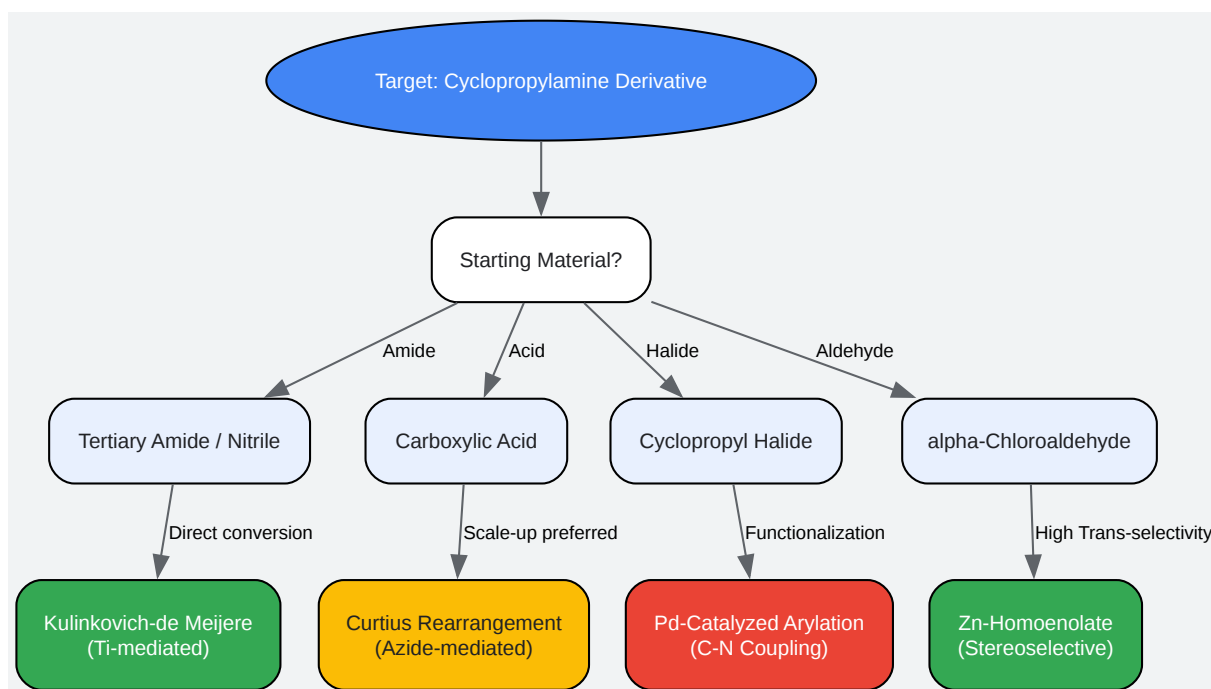 Target: Cyclopropylamine Derivative
Starting Material?
Amide
Acid
Halide
Aldehyde
Tertiary Amide / Nitrile
Carboxylic Acid
Cyclopropyl Halide
alpha-Chloroaldehyde
Direct conversion
Scale-up preferred
Functionalization
High Trans-selectivity
Kulinkovich-de Meijere
(Ti-mediated)
Curtius Rearrangement
(Azide-mediated)
Pd-Catalyzed Arylation
(C-N Coupling)
Zn-Homoenolate
(Stereoselective)